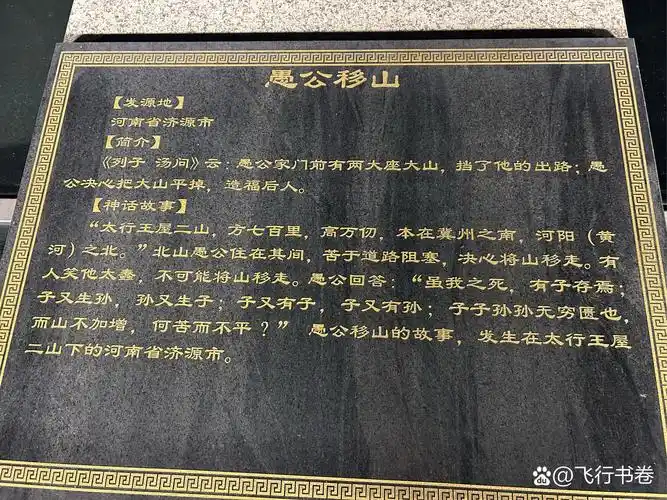 愚公移山
【发源地】
河南省济源市
【简介】
《列子 汤问》云：愚公家门前有两大座大山，挡了他的出路；愚
公决心把大山平掉，造福后人。
【神话故事】
“太行王屋二山，方七百里，高万仞，本在冀州之南，河阳（黄
河）之北。”北山愚公住在其间，苦于道路阻塞，决心将山移走。有
人笑他太蠢，不可能将山移走。愚公回答：“虽我之死，有子存焉；
子又生孙，孙又生子；子又有子，子又有孙；子子孙孙无穷匮也，
而山不加增，何苦而不平？” 愚公移山的故事，发生在太行王屋
二山下的河南省济源市。
Bai du @飞行书卷